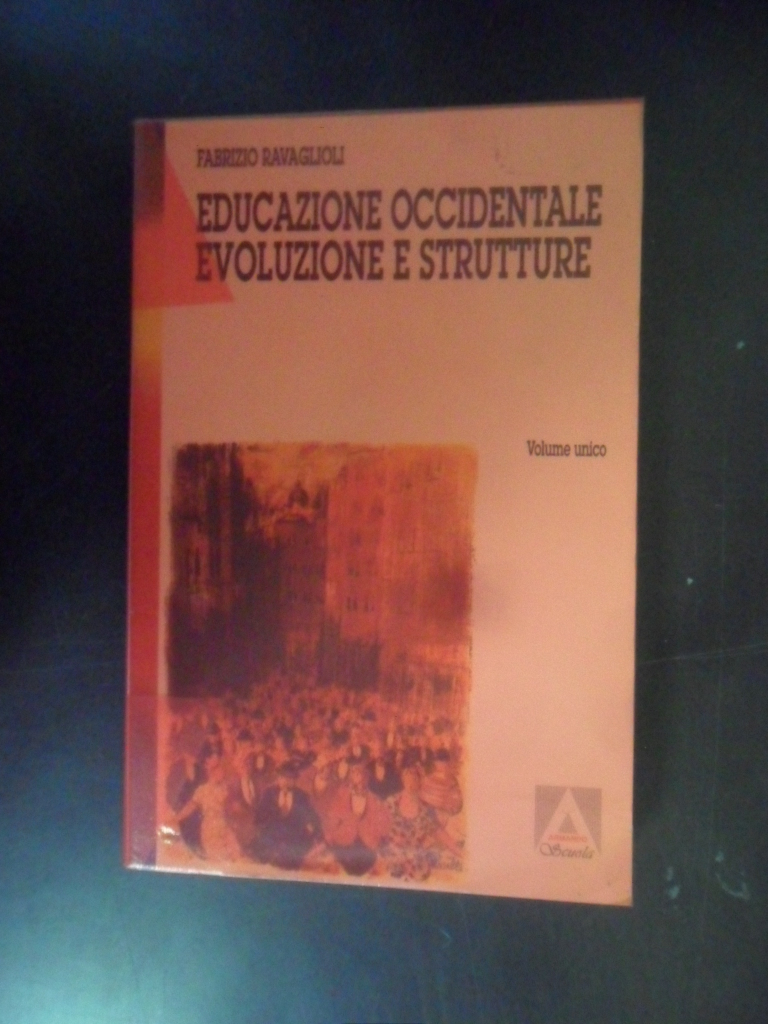 FABRIZIO RAVAGLIOLI
EDUCAZIONE OCCIDENTALE
EVOLUZIONE E STRUTTURE
Volume unico
Scuola